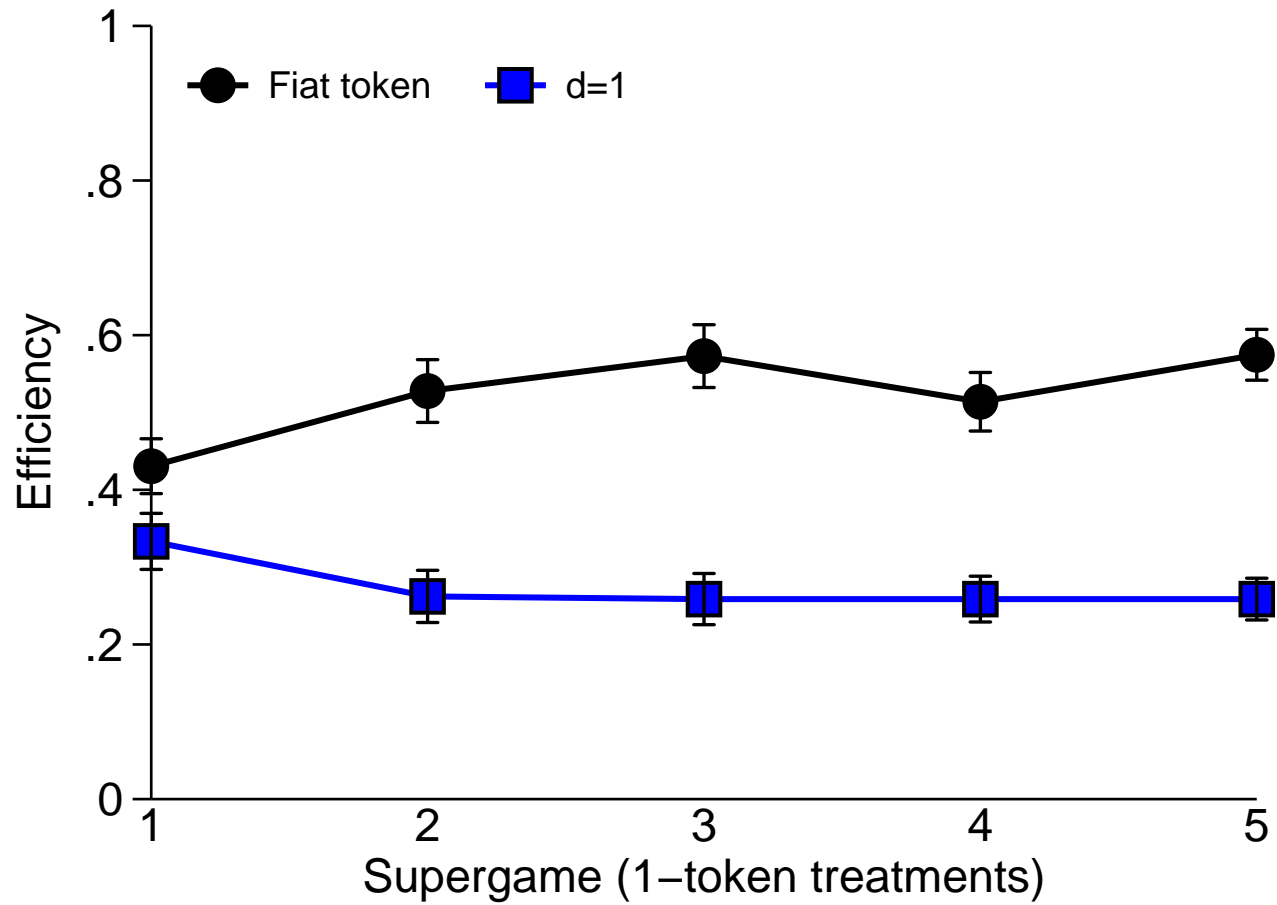 1
Fiat token d=1
.8
.6
.4
.2
0
Efficiency
1 2 3 4 5
Supergame (1−token treatments)